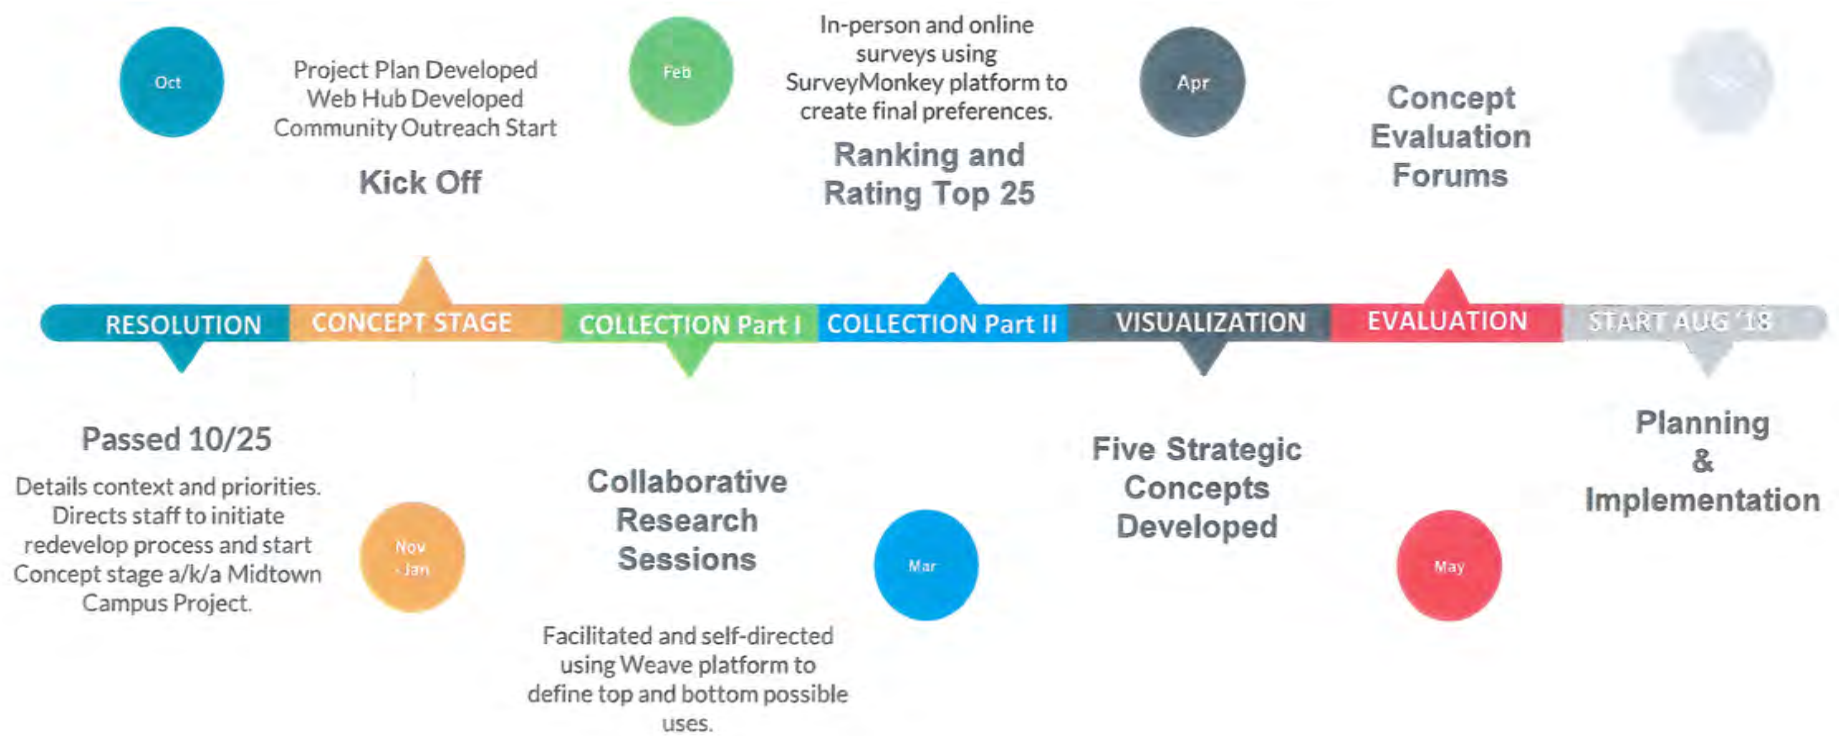 Oct
Project Plan Developed
Web Hub Developed
Community Outreach Start
Kick Off
Feb
In-person and online
surveys using
SurveyMonkey platform to
create final preferences.
Ranking and
Rating Top 25
Apr
Concept
Evaluation
Forums
RESOLUTION
CONCEPT STAGE
COLLECTION Part I
COLLECTION Part II
VISUALIZATION
EVALUATION
START AUG '18
Passed 10/25
Details context and priorities.
Directs staff to initiate
redevelop process and start
Concept stage a/k/a Midtown
Campus Project.
Nov
- Jan
Collaborative
Research
Sessions
Facilitated and self-directed
using Weave platform to
define top and bottom possible
uses.
Mar
Five Strategic
Concepts
Developed
May
Planning
&
Implementation